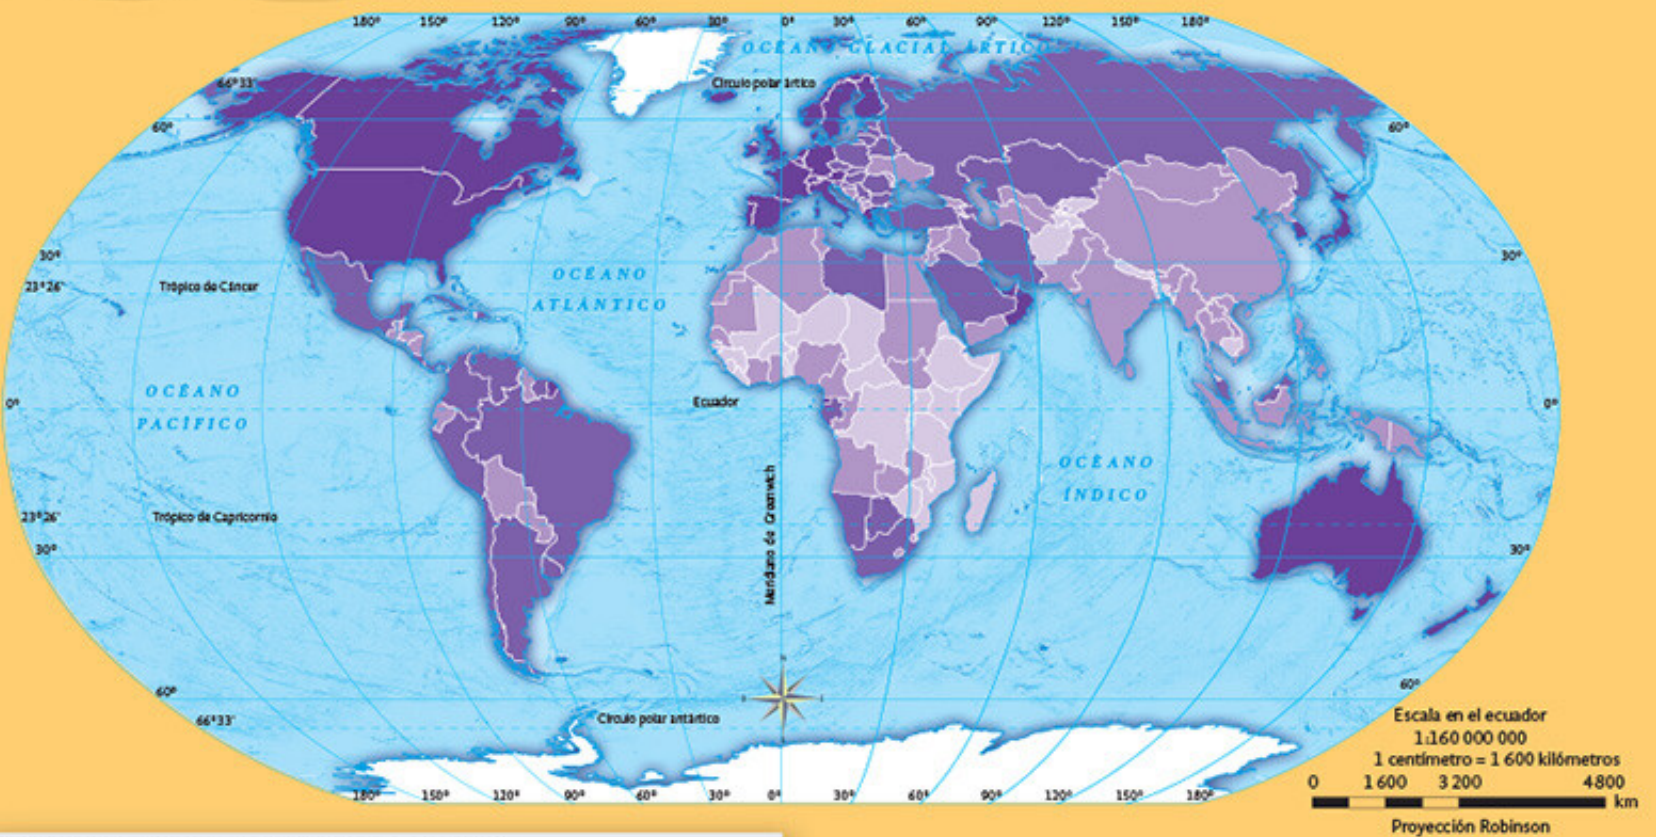 180° 150° 120° 90° 60° 30° 0° 30° 60° 90° 120° 150° 180°
OCÉANO GLACIAL ÁRTICO
66°33' Círculo polar ártico
60° 60°
30° 30°
23°26' Trópico de Cáncer
OCÉANO
ATLÁNTICO
OCÉANO
PACÍFICO
0° Ecuador 0°
OCÉANO
ÍNDICO
Meridiano de Greenwich
23°26' Trópico de Capricornio
30° 30°
60° 60°
66°33' Círculo polar antártico
180° 150° 120° 90° 60° 30° 0° 30° 60° 90° 120° 150° 180°
Escala en el ecuador
1:160 000 000
1 centímetro = 1 600 kilómetros
0 1 600 3 200 4 800
km
Proyección Robinson